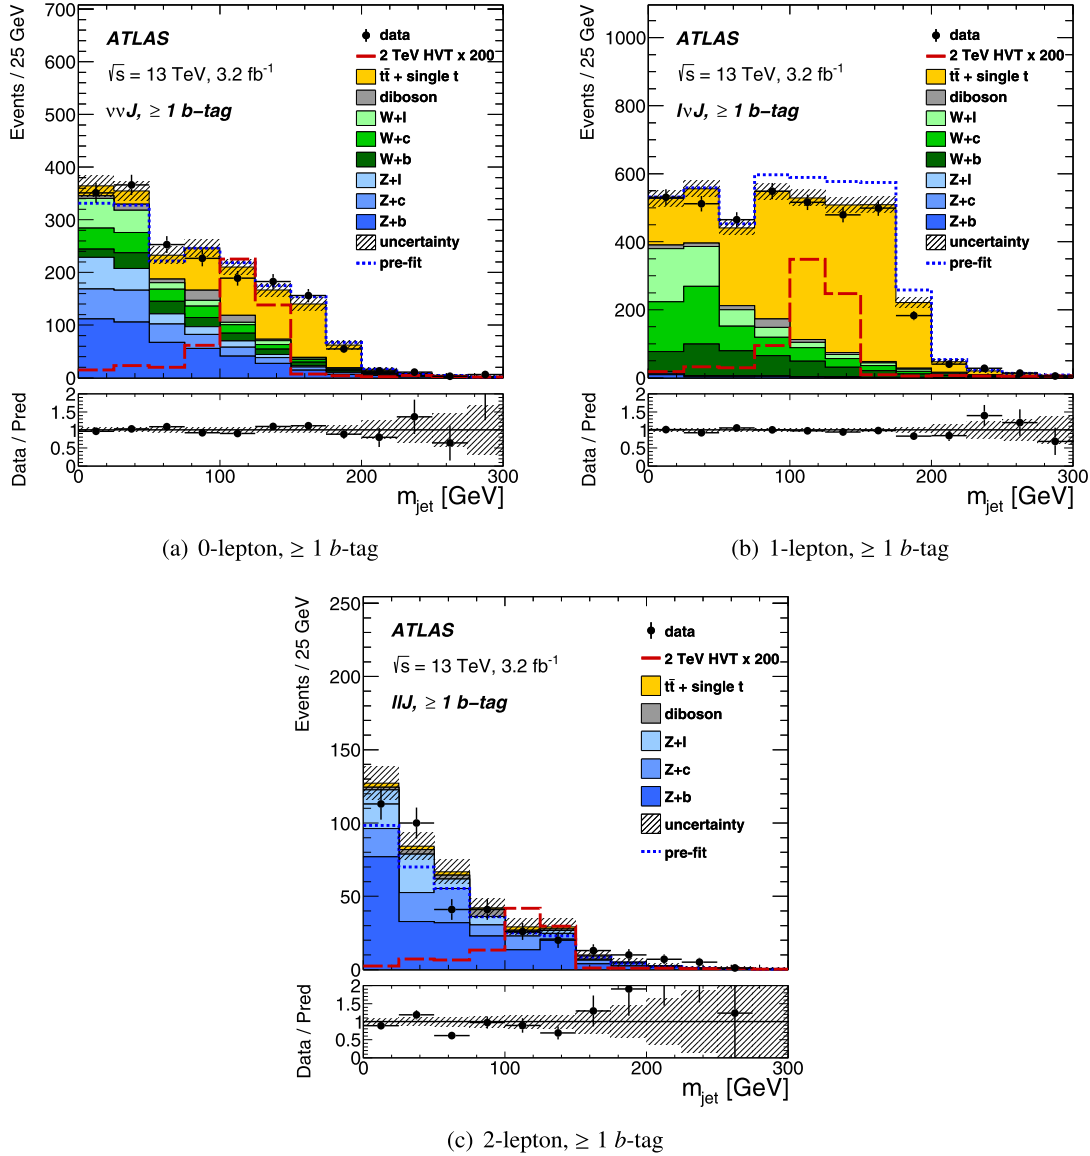 Events / 25 GeV
700
600
500
400
300
200
100
0
ATLAS
√s = 13 TeV, 3.2 fb⁻¹
ννJ, ≥ 1 b−tag
data
2 TeV HVT x 200
tt̄ + single t
diboson
W+l
W+c
W+b
Z+l
Z+c
Z+b
uncertainty
pre-fit
Data / Pred
2
1.5
1
0.5
0
0 100 200 300
m_jet [GeV]
(a) 0-lepton, ≥ 1 b-tag
Events / 25 GeV
1000
800
600
400
200
0
ATLAS
√s = 13 TeV, 3.2 fb⁻¹
lνJ, ≥ 1 b−tag
data
2 TeV HVT x 200
tt̄ + single t
diboson
W+l
W+c
W+b
Z+l
Z+c
Z+b
uncertainty
pre-fit
Data / Pred
2
1.5
1
0.5
0
0 100 200 300
m_jet [GeV]
(b) 1-lepton, ≥ 1 b-tag
Events / 25 GeV
250
200
150
100
50
0
ATLAS
√s = 13 TeV, 3.2 fb⁻¹
llJ, ≥ 1 b−tag
data
2 TeV HVT x 200
tt̄ + single t
diboson
Z+l
Z+c
Z+b
uncertainty
pre-fit
Data / Pred
2
1.5
1
0.5
0
0 100 200 300
m_jet [GeV]
(c) 2-lepton, ≥ 1 b-tag